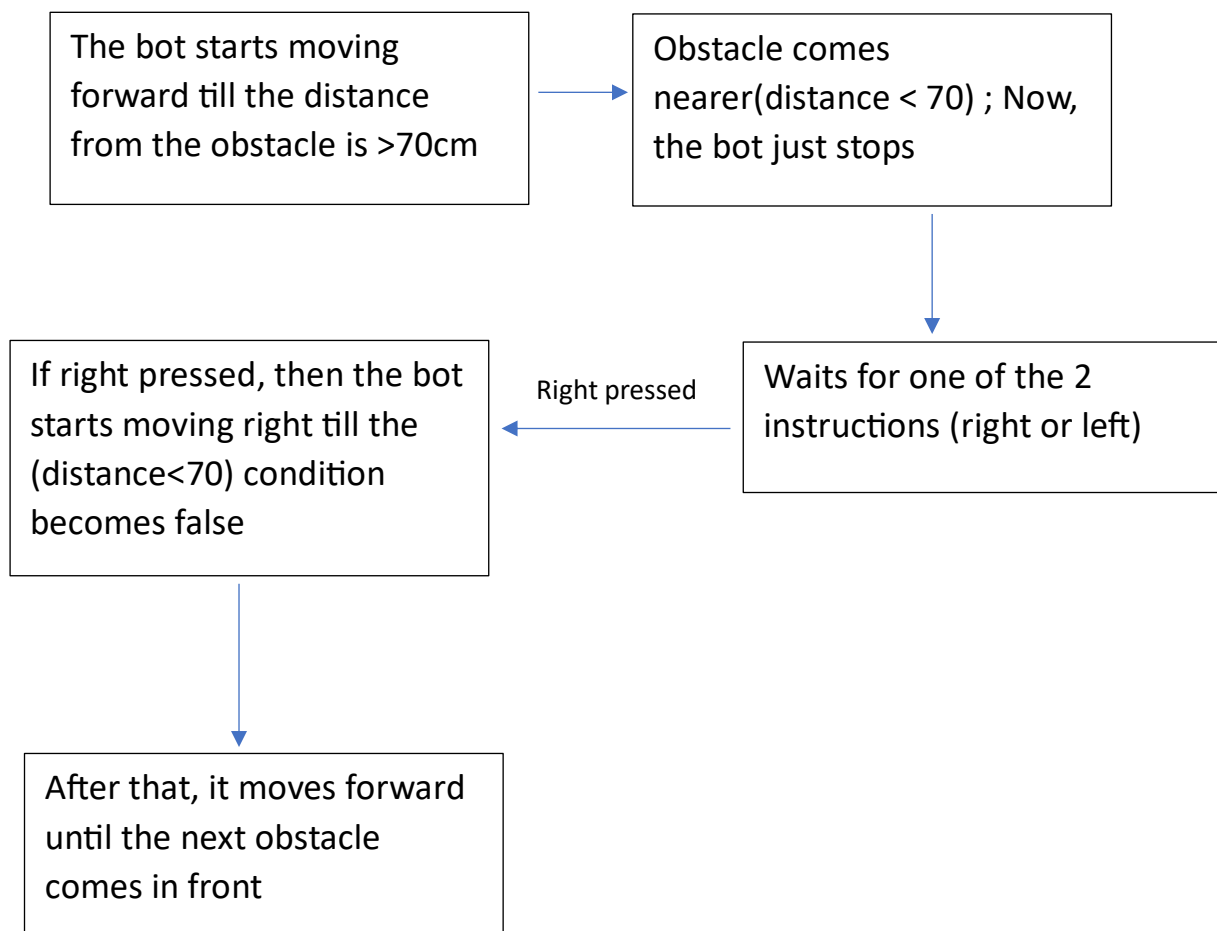 The bot starts moving
forward till the distance
from the obstacle is >70cm
Obstacle comes
nearer(distance < 70) ; Now,
the bot just stops
Waits for one of the 2
instructions (right or left)
Right pressed
If right pressed, then the bot
starts moving right till the
(distance<70) condition
becomes false
After that, it moves forward
until the next obstacle
comes in front